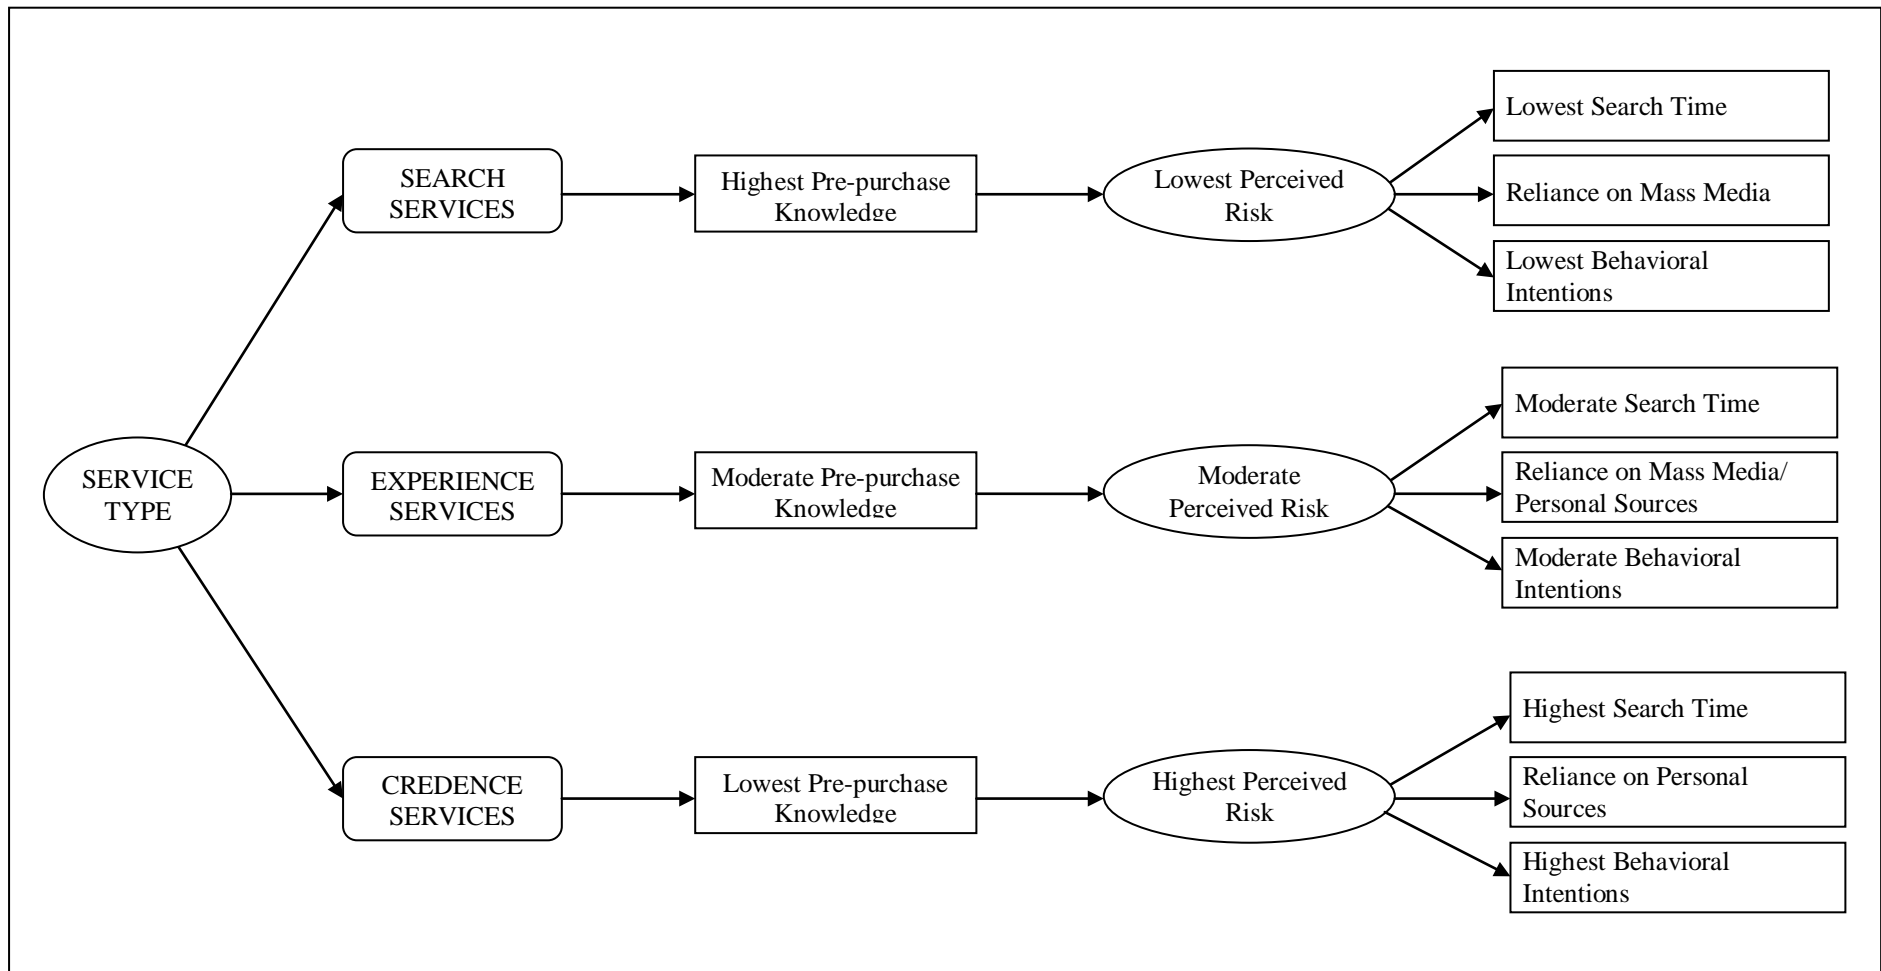 SERVICE
TYPE
SEARCH
SERVICES
Highest Pre-purchase
Knowledge
Lowest Perceived
Risk
Lowest Search Time
Reliance on Mass Media
Lowest Behavioral
Intentions
EXPERIENCE
SERVICES
Moderate Pre-purchase
Knowledge
Moderate
Perceived Risk
Moderate Search Time
Reliance on Mass Media/
Personal Sources
Moderate Behavioral
Intentions
CREDENCE
SERVICES
Lowest Pre-purchase
Knowledge
Highest Perceived
Risk
Highest Search Time
Reliance on Personal
Sources
Highest Behavioral
Intentions